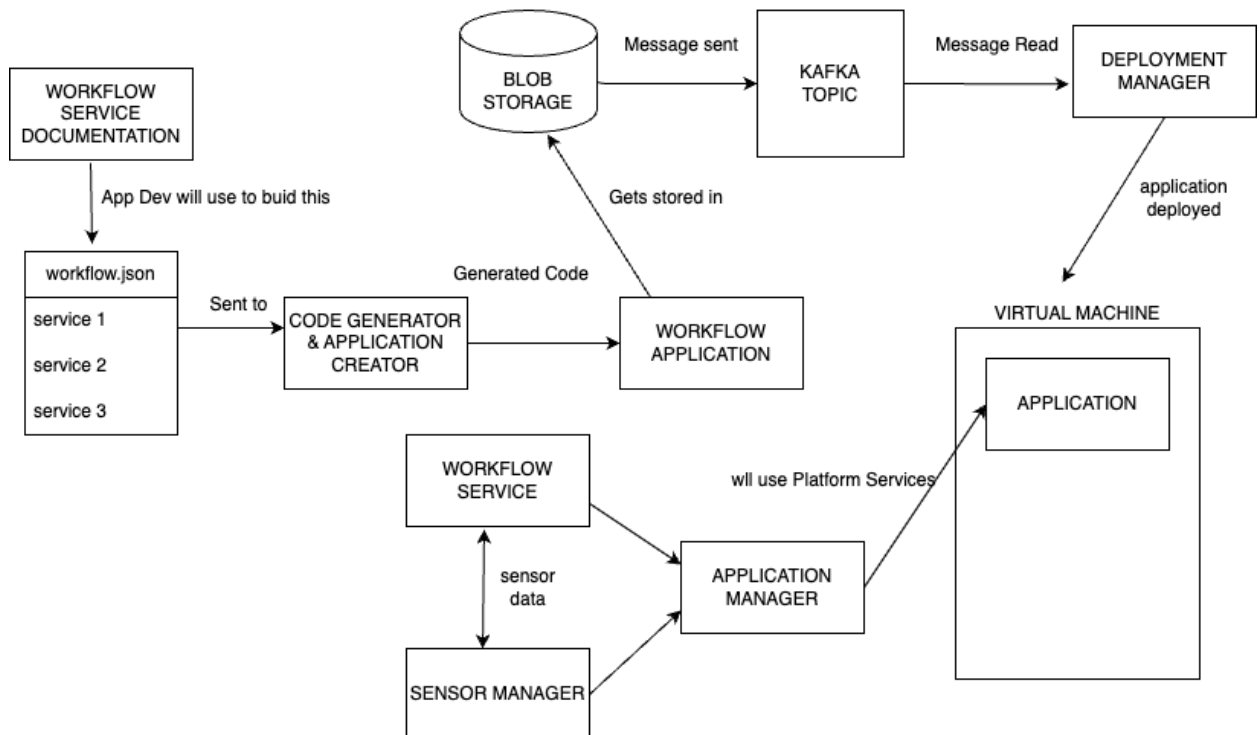 WORKFLOW
SERVICE
DOCUMENTATION
App Dev will use to buid this
workflow.json
service 1
service 2
service 3
Sent to
CODE GENERATOR
& APPLICATION
CREATOR
Generated Code
WORKFLOW
APPLICATION
Gets stored in
BLOB
STORAGE
Message sent
KAFKA
TOPIC
Message Read
DEPLOYMENT
MANAGER
application
deployed
VIRTUAL MACHINE
APPLICATION
WORKFLOW
SERVICE
sensor
data
SENSOR MANAGER
APPLICATION
MANAGER
wll use Platform Services